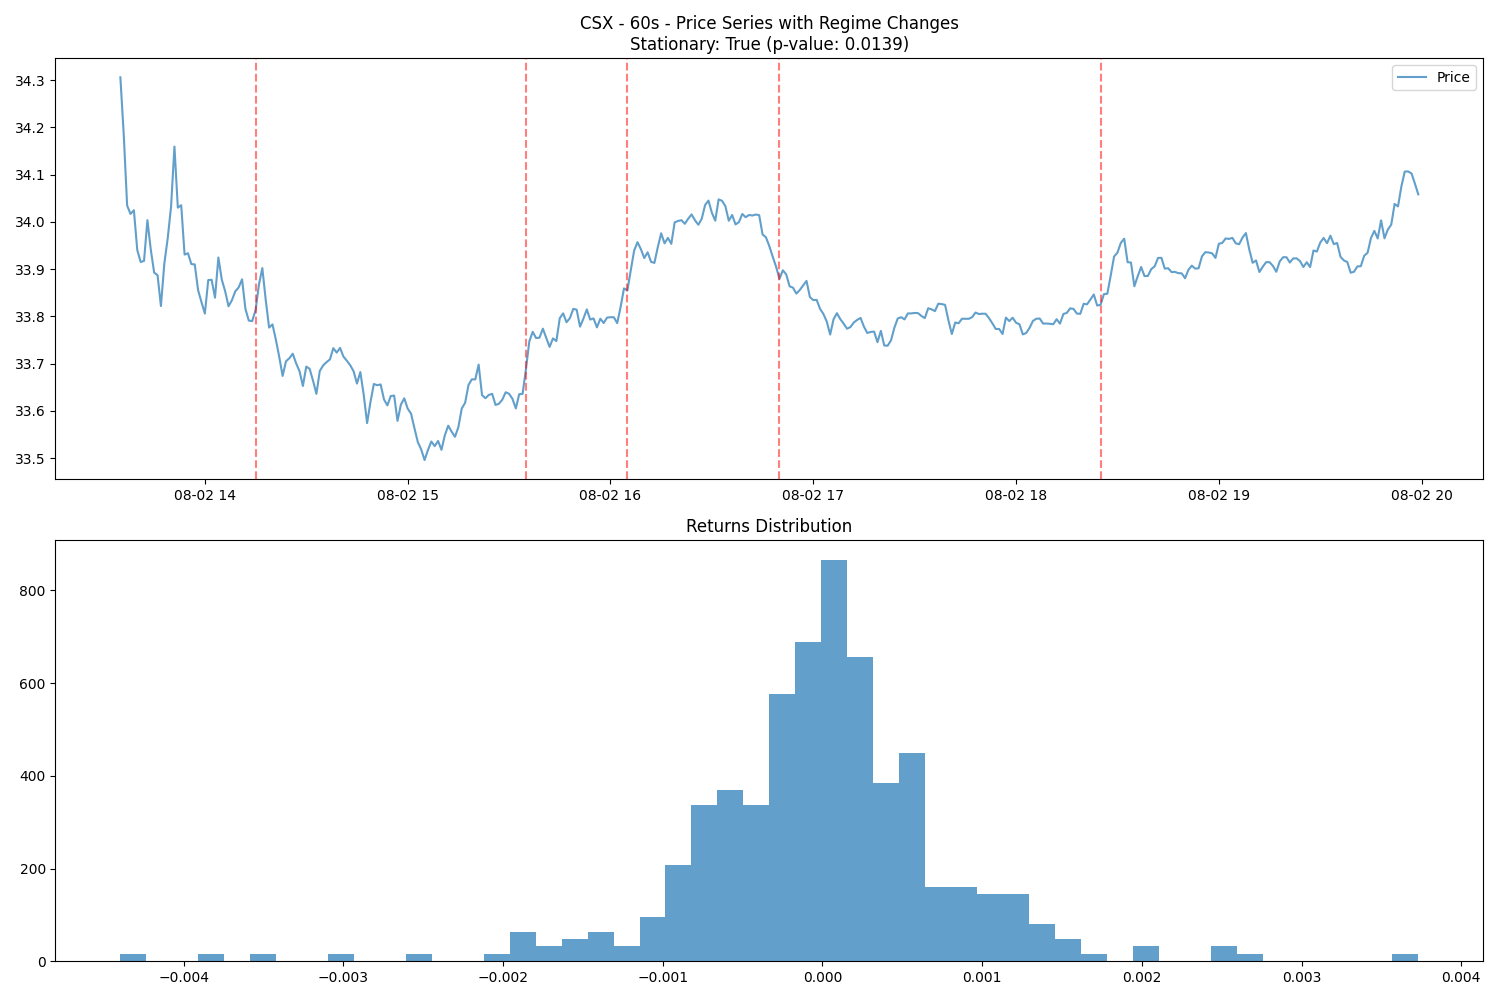 CSX - 60s - Price Series with Regime Changes
Stationary: True (p-value: 0.0139)
Price
34.3
34.2
34.1
34.0
33.9
33.8
33.7
33.6
33.5
08-02 14 08-02 15 08-02 16 08-02 17 08-02 18 08-02 19 08-02 20
Returns Distribution
800
600
400
200
0
−0.004 −0.003 −0.002 −0.001 0.000 0.001 0.002 0.003 0.004